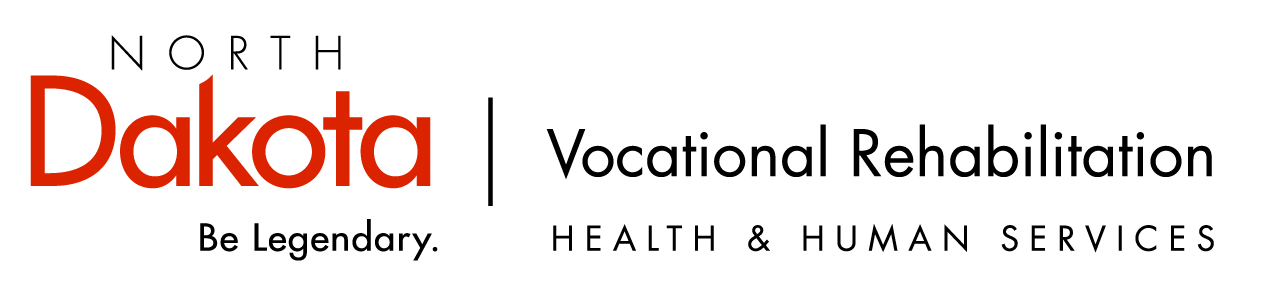 NORTH
Dakota
Be Legendary.
Vocational Rehabilitation
HEALTH & HUMAN SERVICES